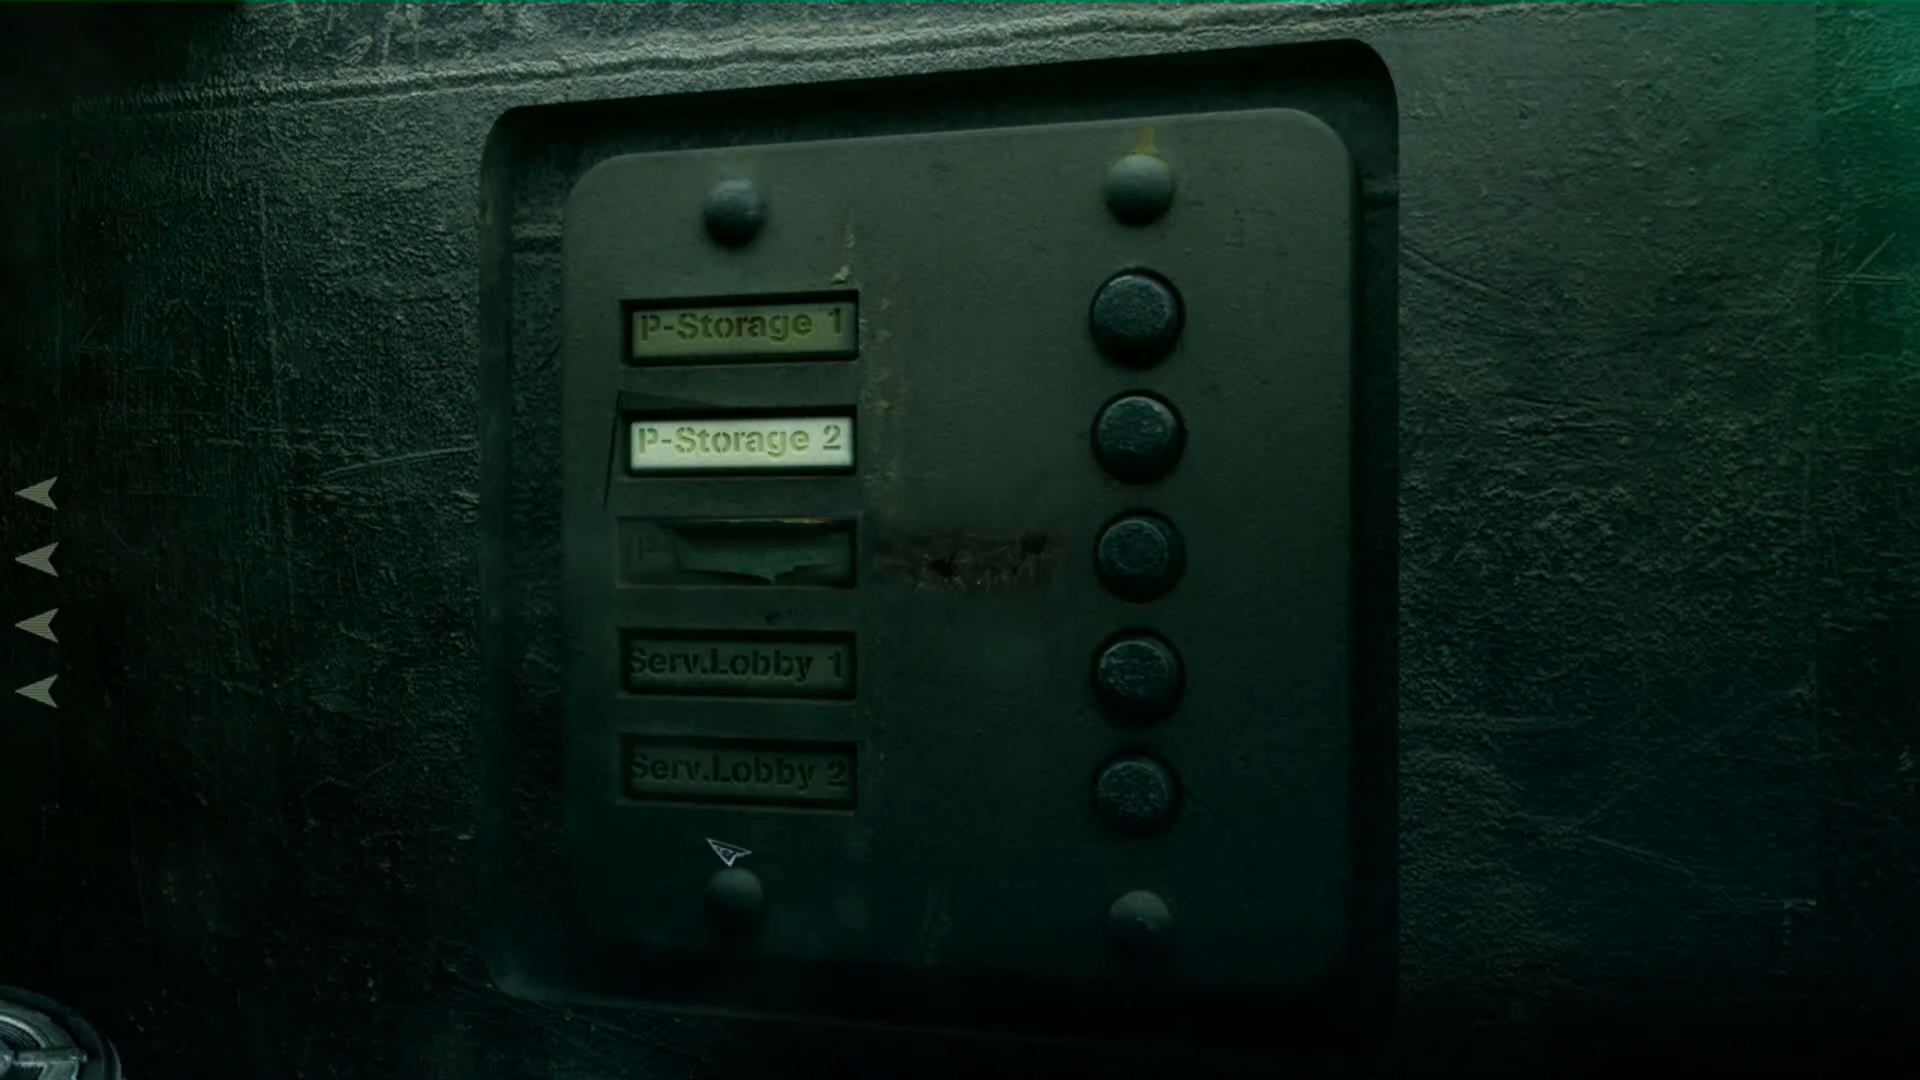 P-Storage 1
P-Storage 2
P-
Serv.Lobby 1
Serv.Lobby 2